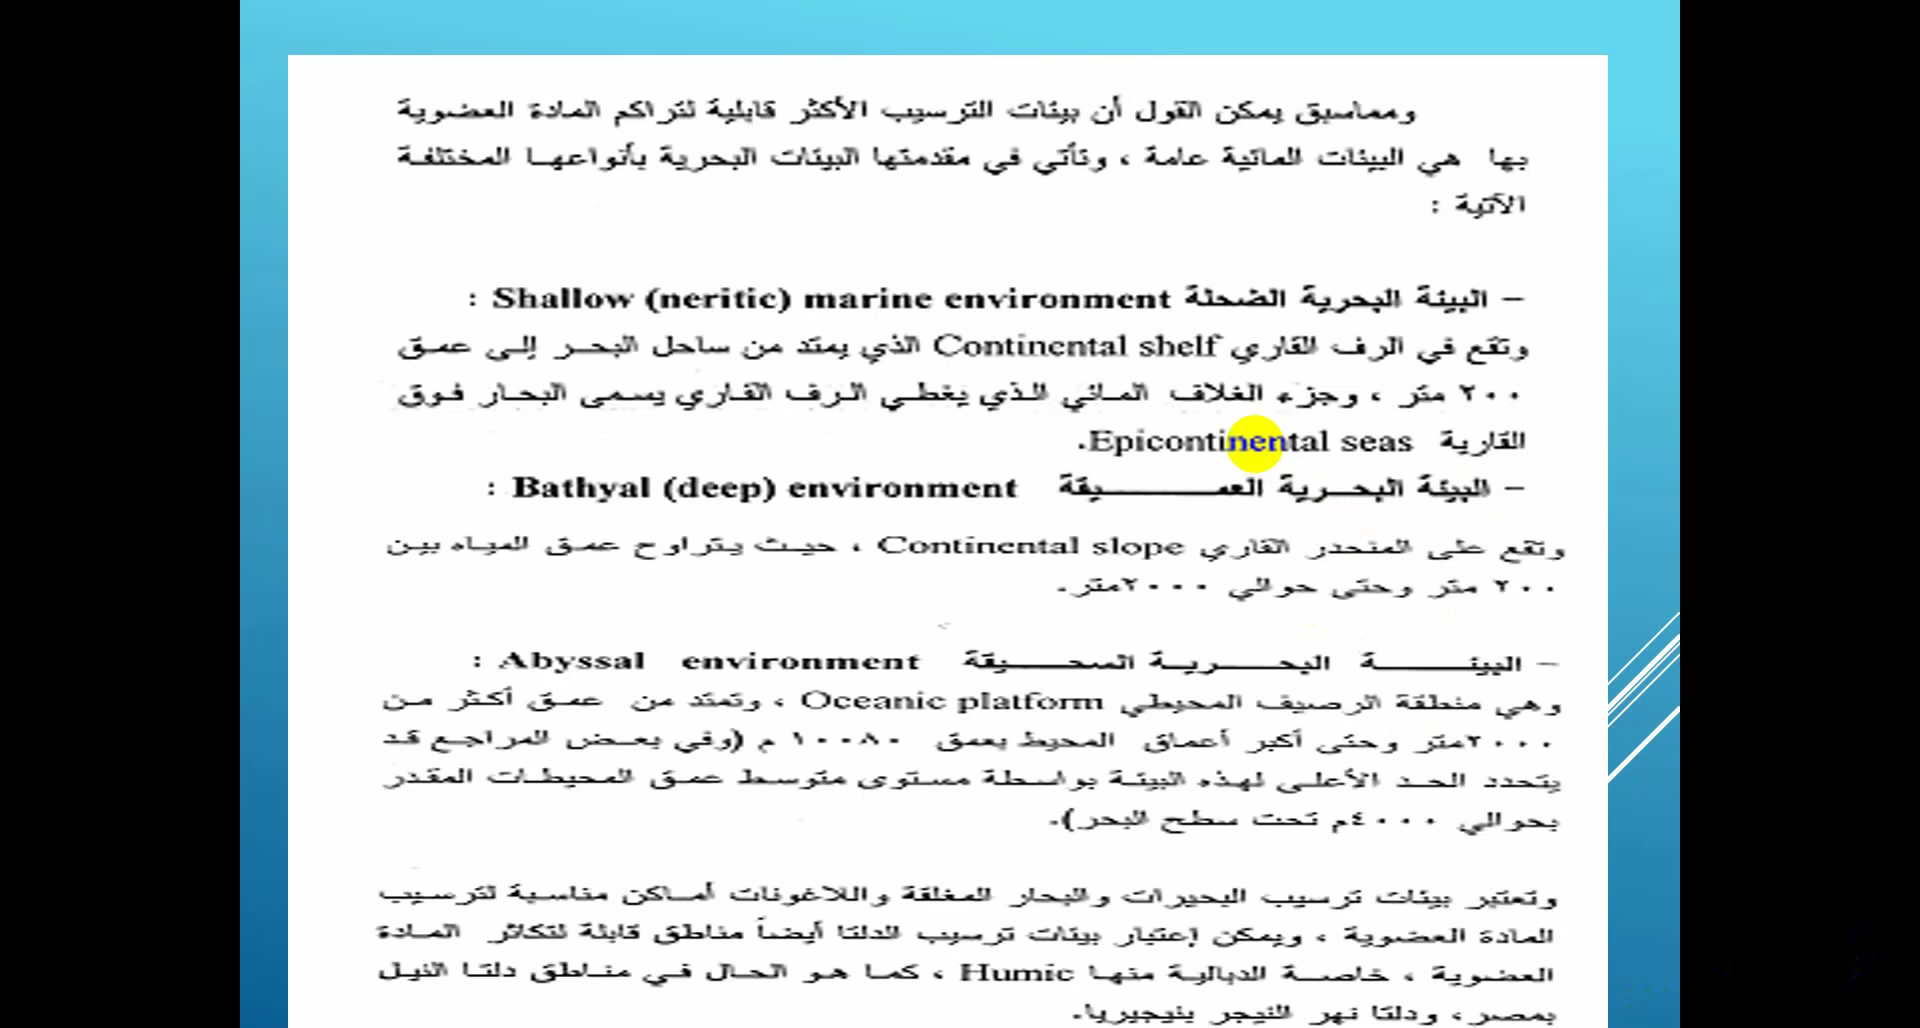 ومماسبق يمكن القول أن بيئات الترسيب الأكثر قابلية لتراكم المادة العضوية
بها هي البيئات المائية عامة ، وتأتي في مقدمتها البيئات البحرية بأنواعها المختلفة
الآتية :
– البيئة البحرية الضحلة Shallow (neritic) marine environment :
وتقع في الرف القاري Continental shelf الذي يمتد من ساحل البحر إلى عمق
٢٠٠ متر ، وجزء الغلاف المائي الذي يغطي الرف القاري يسمى البحار فوق
القارية Epicontinental seas.
– البيئة البحرية العميقة Bathyal (deep) environment :
وتقع على المنحدر القاري Continental slope ، حيث يتراوح عمق المياه بين
٢٠٠ متر وحتى حوالي ٢٠٠٠متر.
– البيئة البحرية السحيقة Abyssal environment :
وهي منطقة الرصيف المحيطي Oceanic platform ، وتمتد من عمق أكثر من
٢٠٠٠متر وحتى أكبر أعماق المحيط بعمق ١٠٠٨٠ م (وفي بعض المراجع قد
يتحدد الحد الأعلى لهذه البيئة بواسطة مستوى متوسط عمق المحيطات المقدر
بحوالي ٤٠٠٠م تحت سطح البحر).
وتعتبر بيئات ترسيب البحيرات والبحار المغلقة واللاغونات أماكن مناسبة لترسيب
المادة العضوية ، ويمكن إعتبار بيئات ترسيب الدلتا أيضاً مناطق قابلة لتكاثر المادة
العضوية ، خاصة الدبالية منها Humic ، كما هو الحال في مناطق دلتا النيل
بمصر، ودلتا نهر النيجر بنيجيريا.